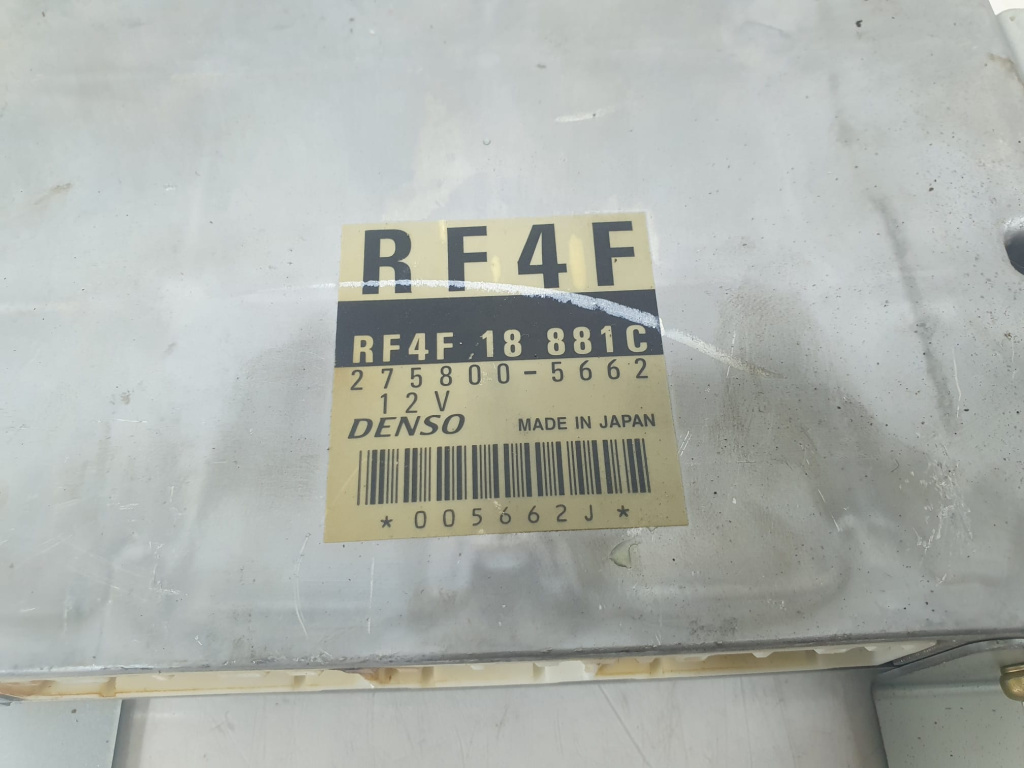 RF4F
RF4F 18 881C
275800-5662
12V
DENSO MADE IN JAPAN
*005662J*